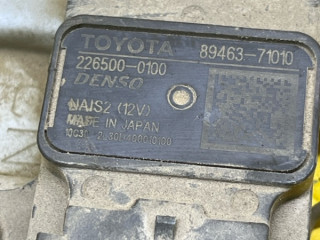 TOYOTA 89463-71010
226500-0100
DENSO
NAIS2 (12V)
MADE IN JAPAN